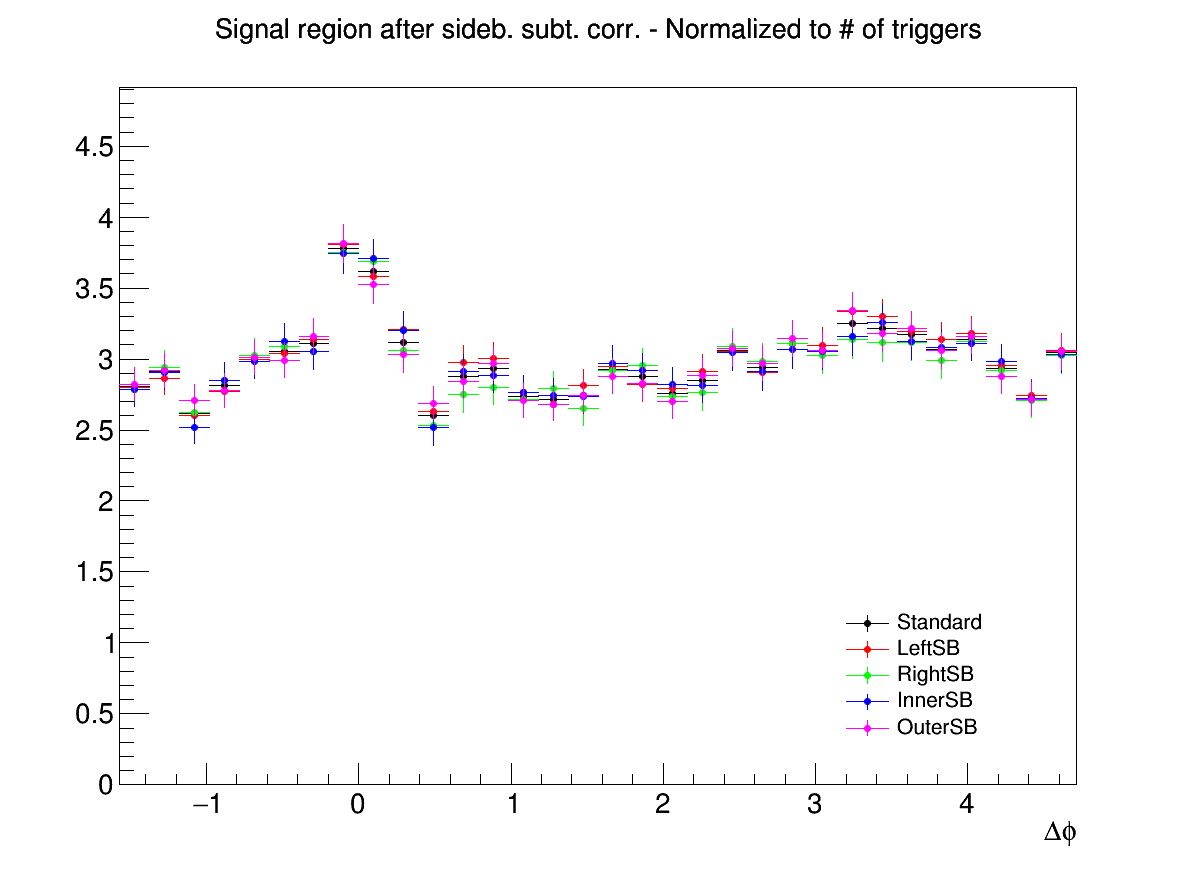 Signal region after sideb. subt. corr. - Normalized to # of triggers
4.5
4
3.5
3
2.5
2
1.5
1
0.5
0
−1 0 1 2 3 4
Δϕ
Standard
LeftSB
RightSB
InnerSB
OuterSB